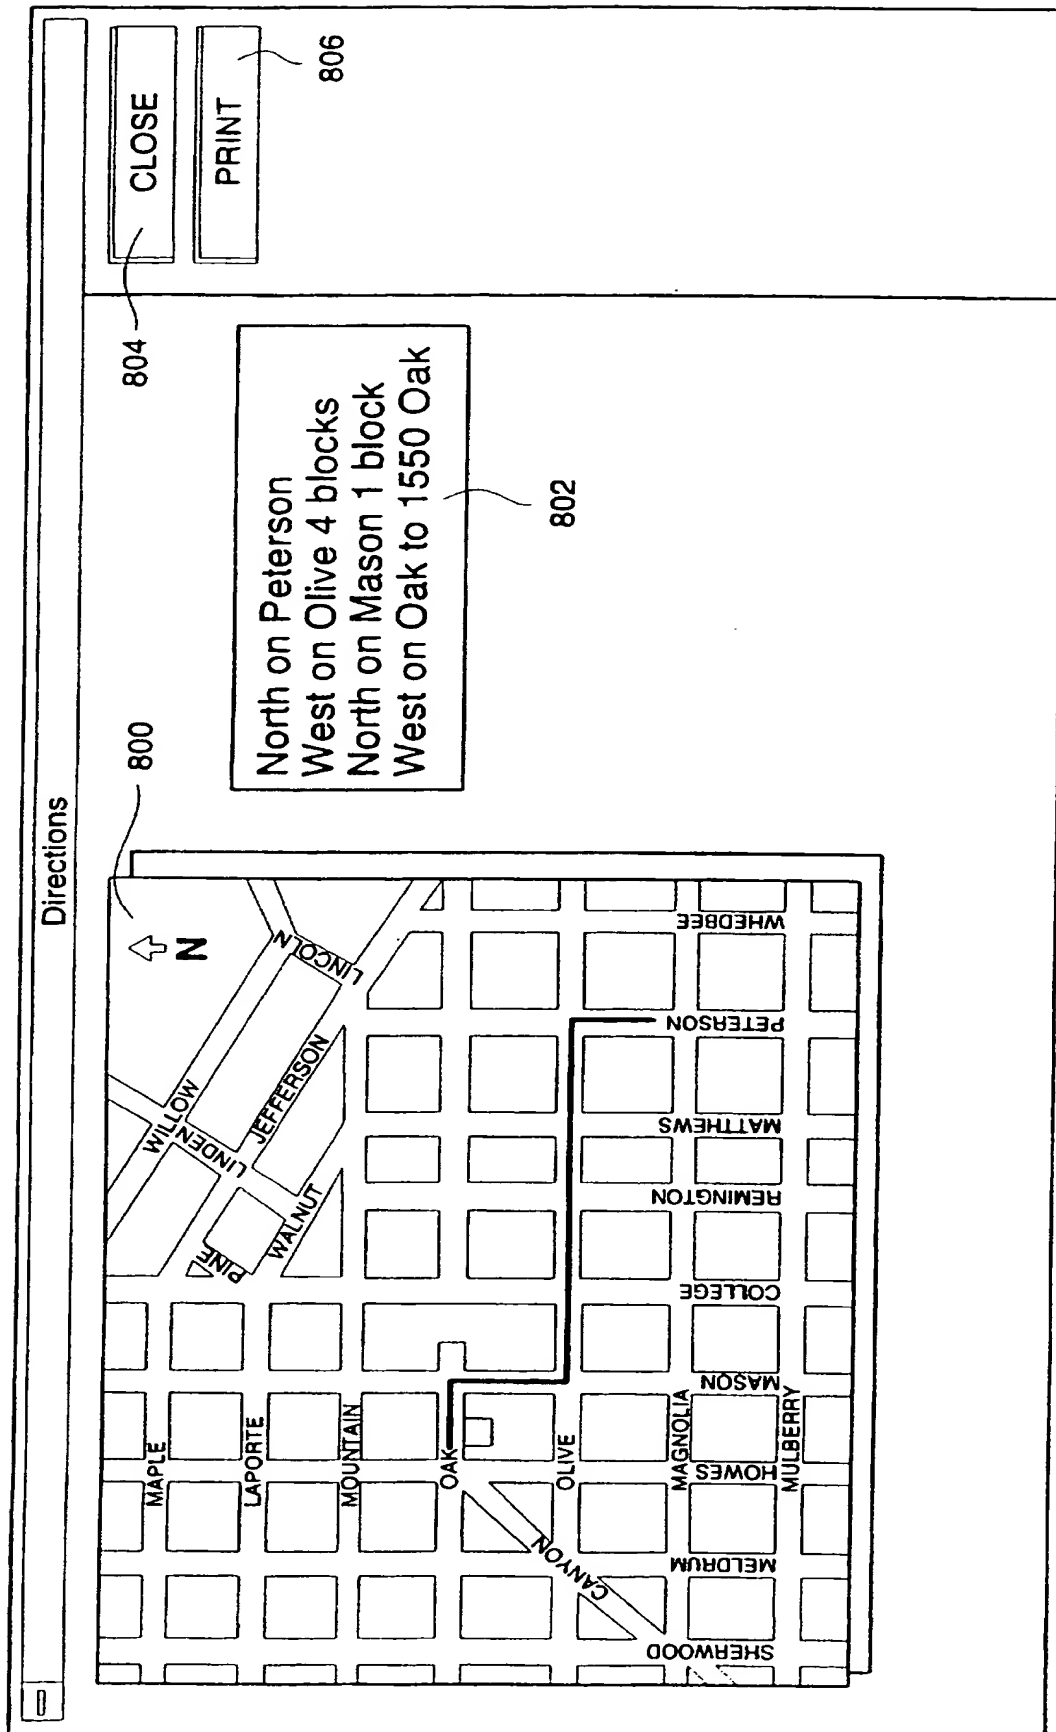 Directions
CLOSE
PRINT
804
806
800
N
North on Peterson
West on Olive 4 blocks
North on Mason 1 block
West on Oak to 1550 Oak
802
WILLOW
LINCOLN
LINDEN
JEFFERSON
PINE
WALNUT
MAPLE
LAPORTE
MOUNTAIN
OAK
OLIVE
CANYON
MAGNOLIA
MULBERRY
SHERWOOD
MELDRUM
HOWES
MASON
COLLEGE
REMINGTON
MATTHEWS
PETERSON
WHEDBEE